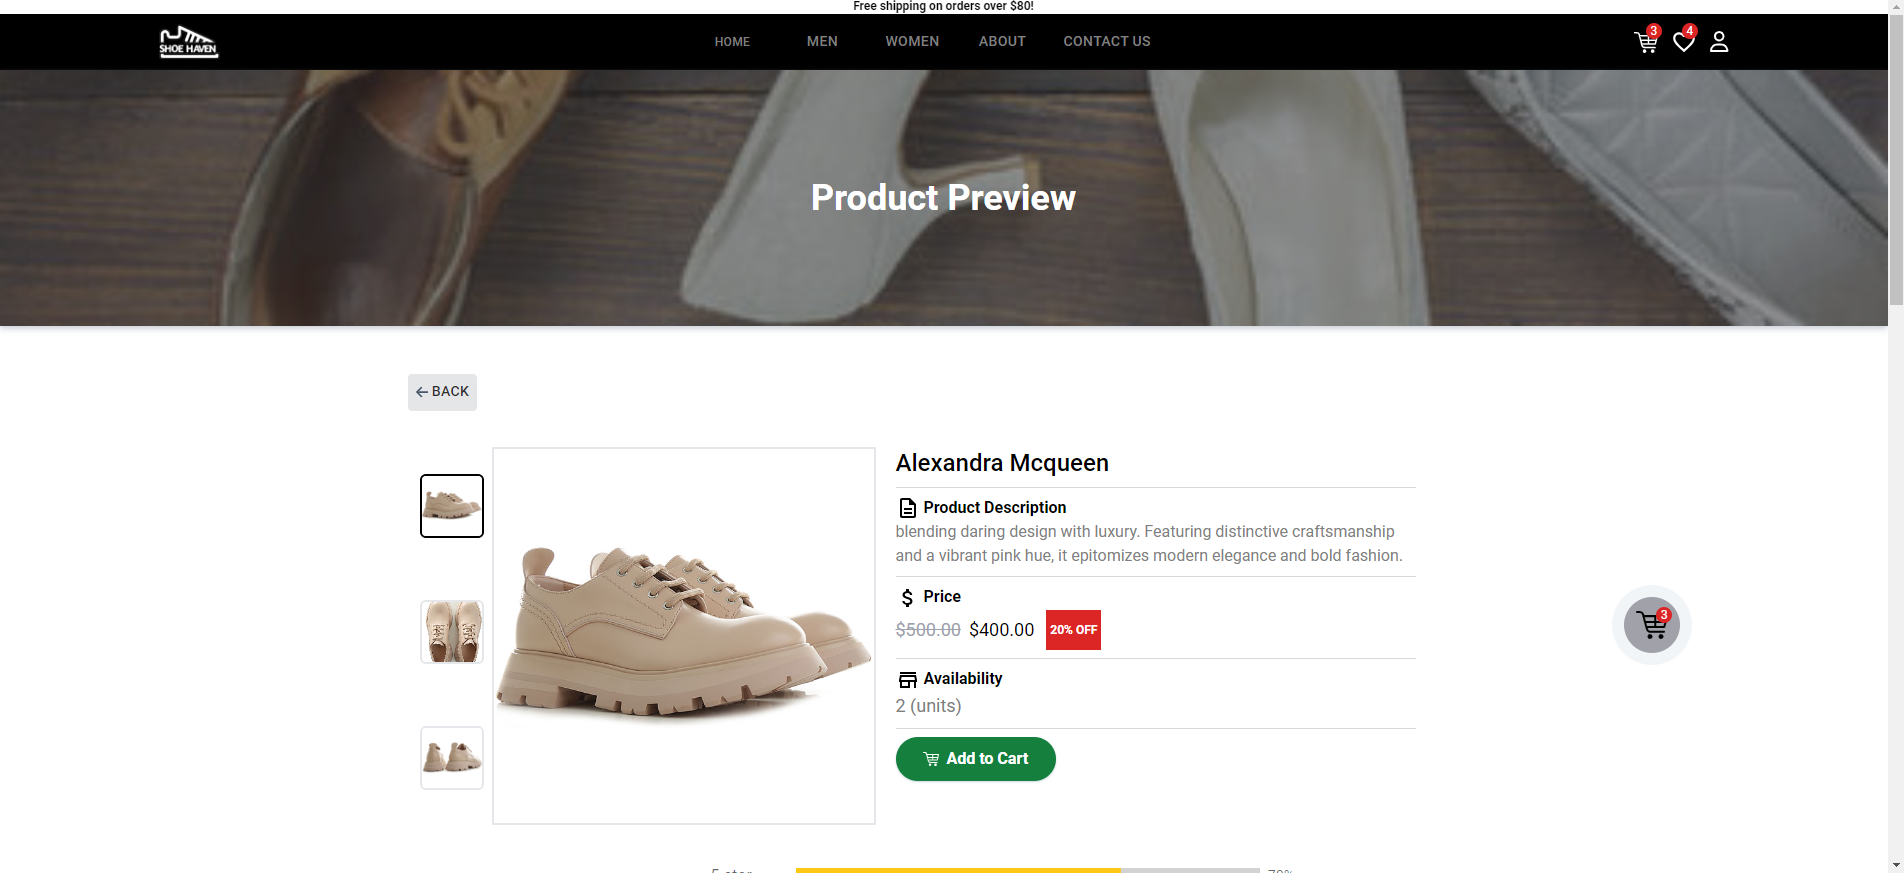 Free shipping on orders over $80!
SHOE HAVEN
HOME MEN WOMEN ABOUT CONTACT US
3 4
Product Preview
BACK
Alexandra Mcqueen
Product Description
blending daring design with luxury. Featuring distinctive craftsmanship
and a vibrant pink hue, it epitomizes modern elegance and bold fashion.
Price
$500.00 $400.00 20% OFF
3
Availability
2 (units)
Add to Cart